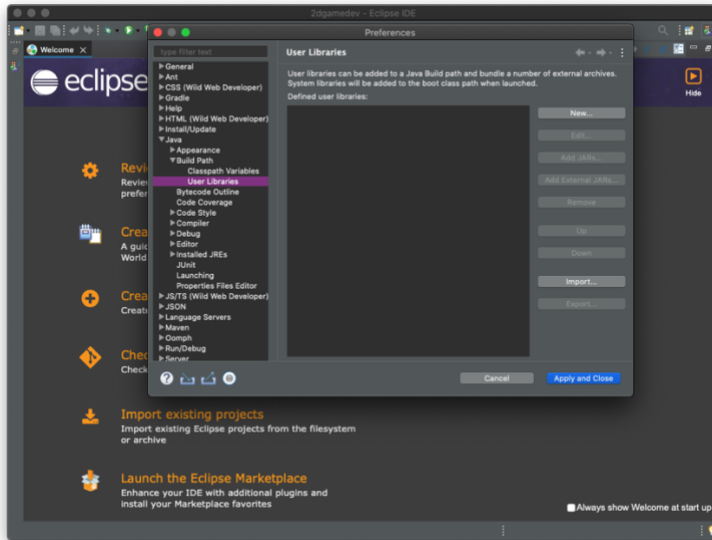 2dgamedev - Eclipse IDE
Preferences
Welcome
eclipse
Hide
type filter text
General
Ant
CSS (Wild Web Developer)
Gradle
Help
HTML (Wild Web Developer)
Install/Update
Java
Appearance
Build Path
Classpath Variables
User Libraries
Bytecode Outline
Code Coverage
Code Style
Compiler
Debug
Editor
Installed JREs
JUnit
Launching
Properties Files Editor
JS/TS (Wild Web Developer)
JSON
Language Servers
Maven
Oomph
Run/Debug
Server
User Libraries
User libraries can be added to a Java Build path and bundle a number of external archives.
System libraries will be added to the boot class path when launched.
Defined user libraries:
New...
Edit...
Add JARs...
Add External JARs...
Remove
Up
Down
Import...
Export...
Cancel
Apply and Close
Revi
Review
prefer
Crea
A guid
World
Crea
Create
Chec
Check
Import existing projects
Import existing Eclipse projects from the filesystem
or archive
Launch the Eclipse Marketplace
Enhance your IDE with additional plugins and
install your Marketplace favorites
Always show Welcome at start up